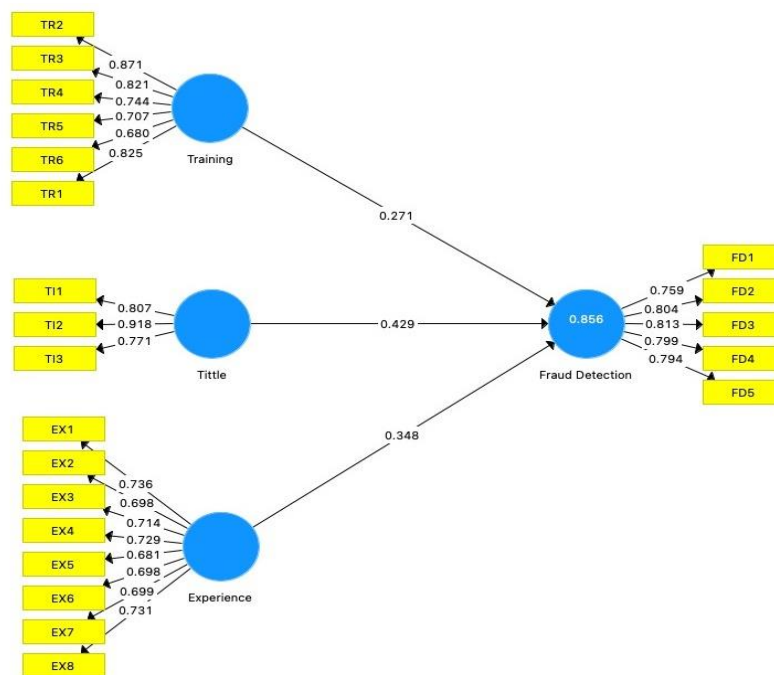 TR2
TR3
TR4
TR5
TR6
TR1
0.871
0.821
0.744
0.707
0.680
0.825
Training
0.271
TI1
TI2
TI3
0.807
0.918
0.771
Tittle
0.429
EX1
EX2
EX3
EX4
EX5
EX6
EX7
EX8
0.736
0.698
0.714
0.729
0.681
0.698
0.699
0.731
Experience
0.348
0.856
Fraud Detection
0.759
0.804
0.813
0.799
0.794
FD1
FD2
FD3
FD4
FD5